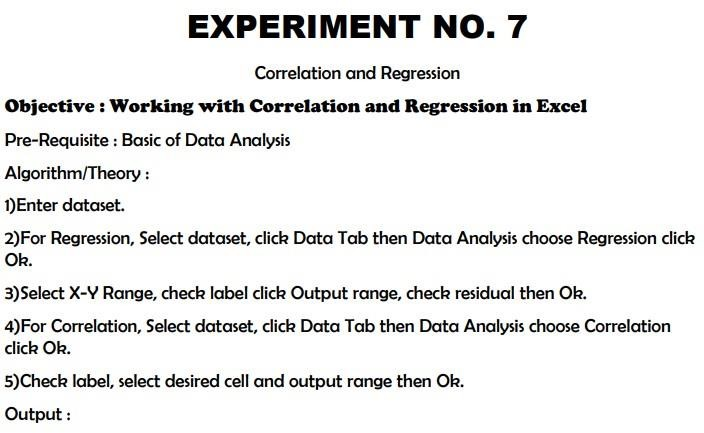 EXPERIMENT NO. 7
Correlation and Regression
Objective : Working with Correlation and Regression in Excel
Pre-Requisite : Basic of Data Analysis
Algorithm/Theory :
1)Enter dataset.
2)For Regression, Select dataset, click Data Tab then Data Analysis choose Regression click
Ok.
3)Select X-Y Range, check label click Output range, check residual then Ok.
4)For Correlation, Select dataset, click Data Tab then Data Analysis choose Correlation
click Ok.
5)Check label, select desired cell and output range then Ok.
Output :